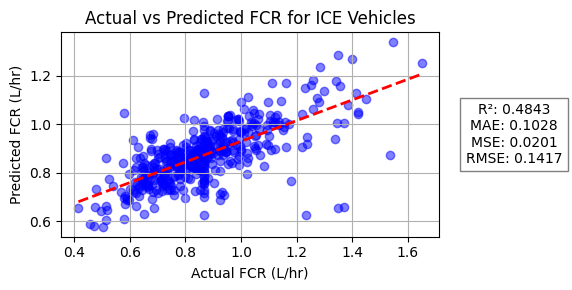 Actual vs Predicted FCR for ICE Vehicles
Predicted FCR (L/hr)
1.2
1.0
0.8
0.6
0.4 0.6 0.8 1.0 1.2 1.4 1.6
Actual FCR (L/hr)
R²: 0.4843
MAE: 0.1028
MSE: 0.0201
RMSE: 0.1417